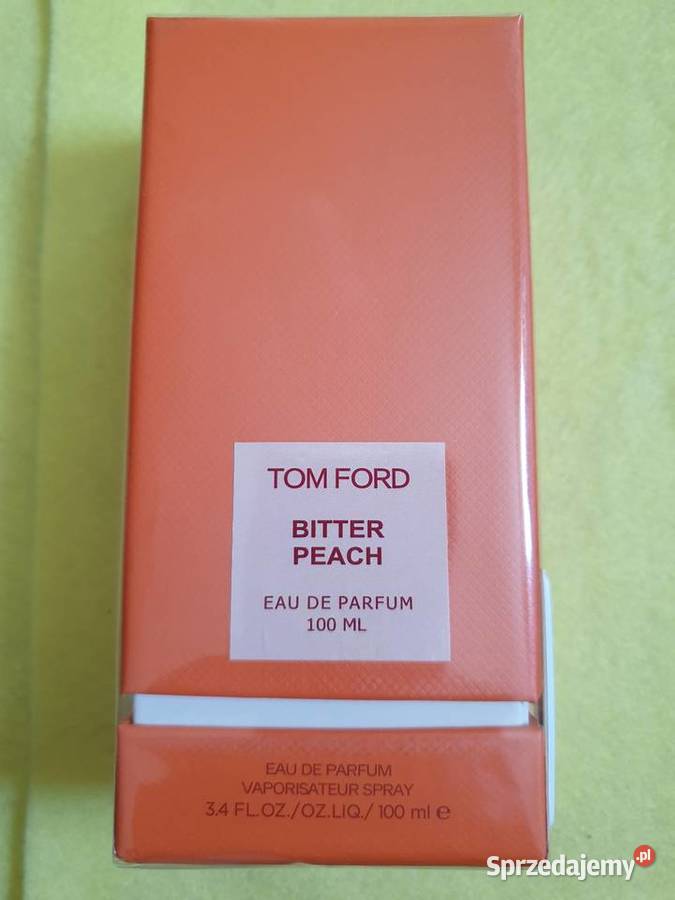 TOM FORD
BITTER
PEACH
EAU DE PARFUM
100 ML
EAU DE PARFUM
VAPORISATEUR SPRAY
3.4 FL.OZ./OZ.LIQ./ 100 ml e
Sprzedajemy.pl